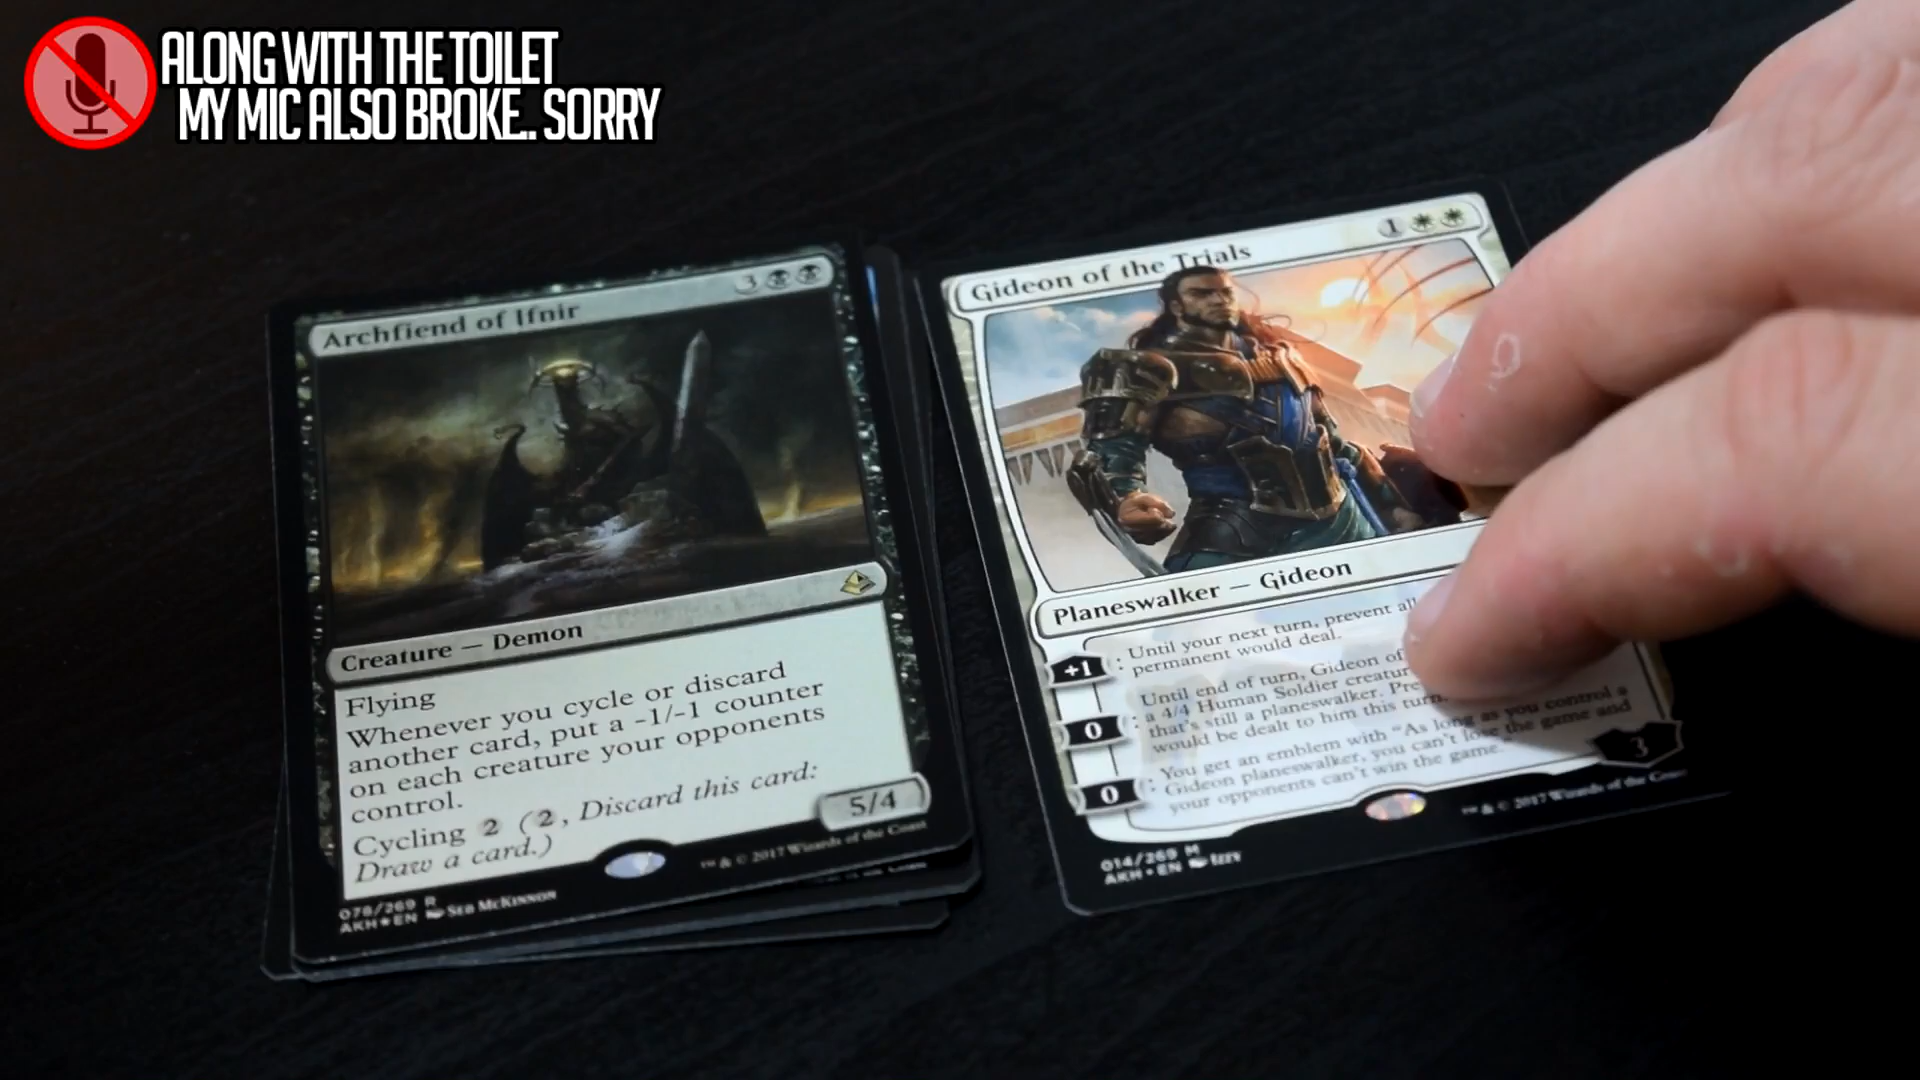 ALONG WITH THE TOILET
MY MIC ALSO BROKE.. SORRY
Archfiend of Ifnir
3
Creature — Demon
Flying
Whenever you cycle or discard
another card, put a -1/-1 counter
on each creature your opponents
control.
Cycling 2 (2, Discard this card:
Draw a card.)
5/4
078/269 R
AKH★EN SEB MCKINNON
™ & © 2017 Wizards of the Coast
Gideon of the Trials
1
Planeswalker — Gideon
+1 : Until your next turn, prevent all
permanent would deal.
0 : Until end of turn, Gideon of
a 4/4 Human Soldier creatur
that's still a planeswalker. Pre
would be dealt to him this turn.
0 : You get an emblem with "As long as you control a
Gideon planeswalker, you can't lose the game and
your opponents can't win the game."
3
014/269 M
AKH • EN IZZY
™ & © 2017 Wizards of the Coast